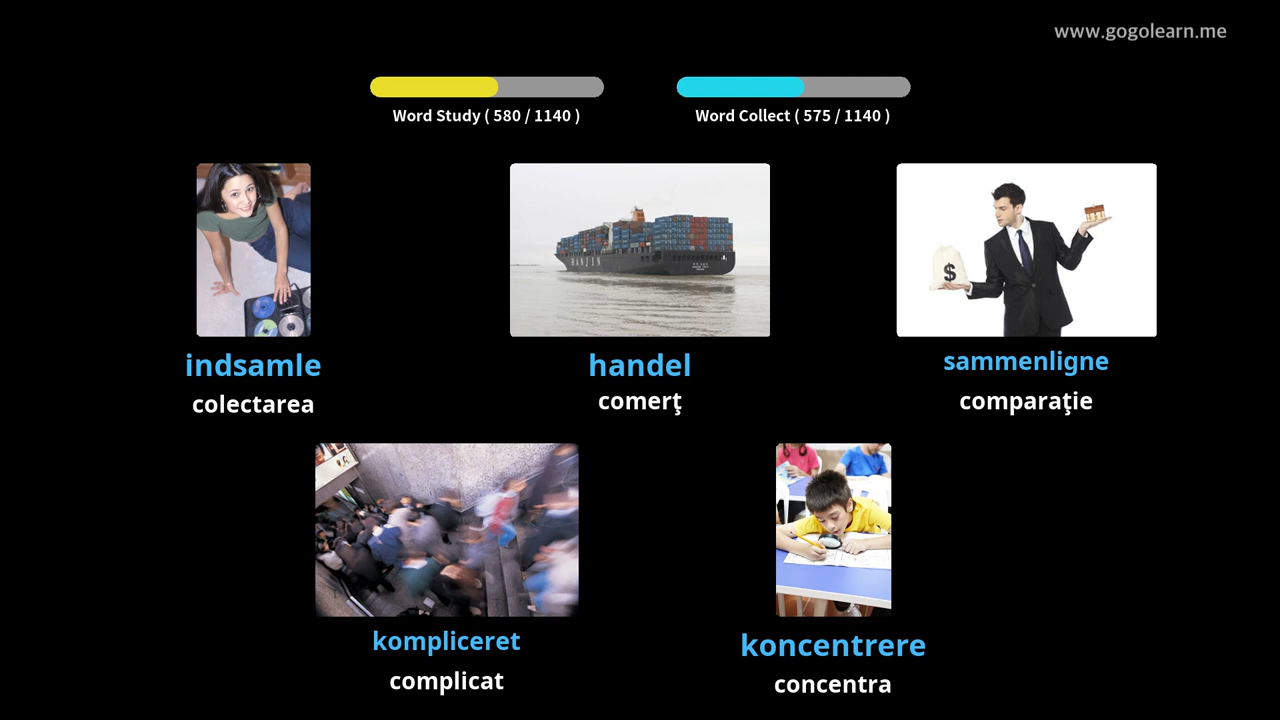 www.gogolearn.me
Word Study ( 580 / 1140 )
Word Collect ( 575 / 1140 )
HANJIN
$
indsamle
colectarea
handel
comerţ
sammenligne
comparaţie
kompliceret
complicat
koncentrere
concentra